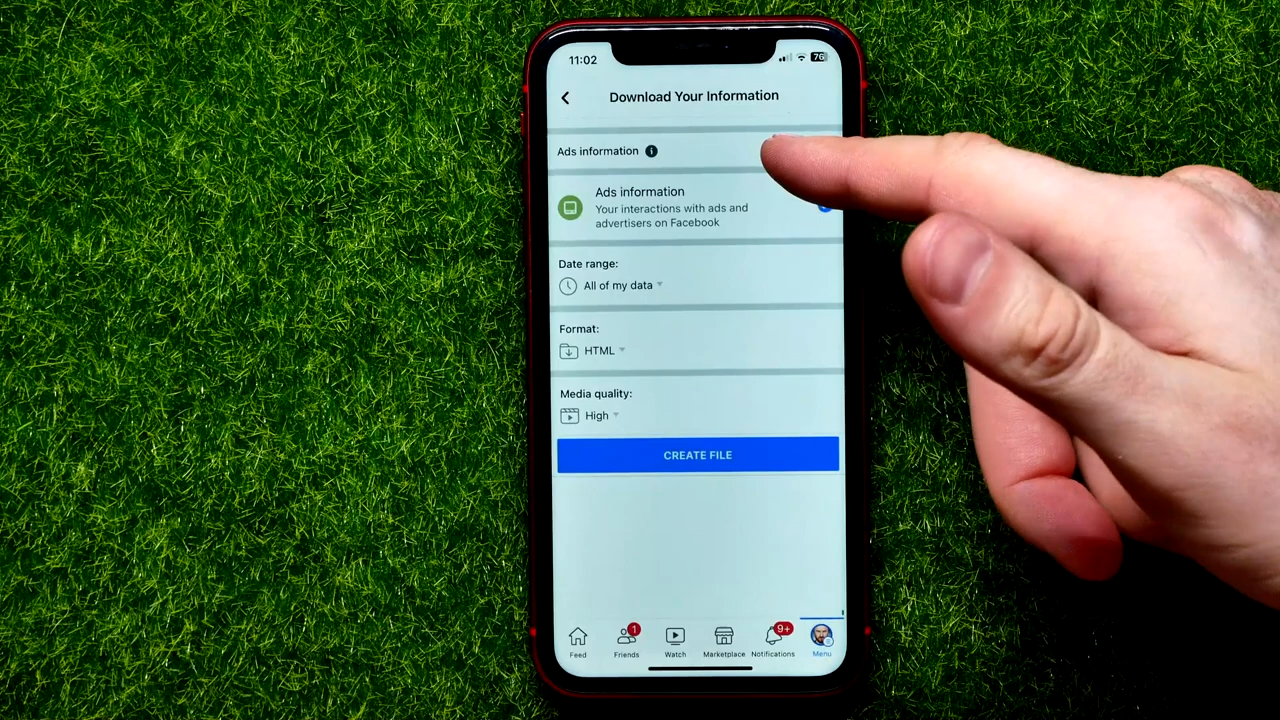 11:02
76
Download Your Information
Ads information
Ads information
Your interactions with ads and
advertisers on Facebook
Date range:
All of my data
Format:
HTML
Media quality:
High
CREATE FILE
1
9+
Feed
Friends
Watch
Marketplace
Notifications
Menu